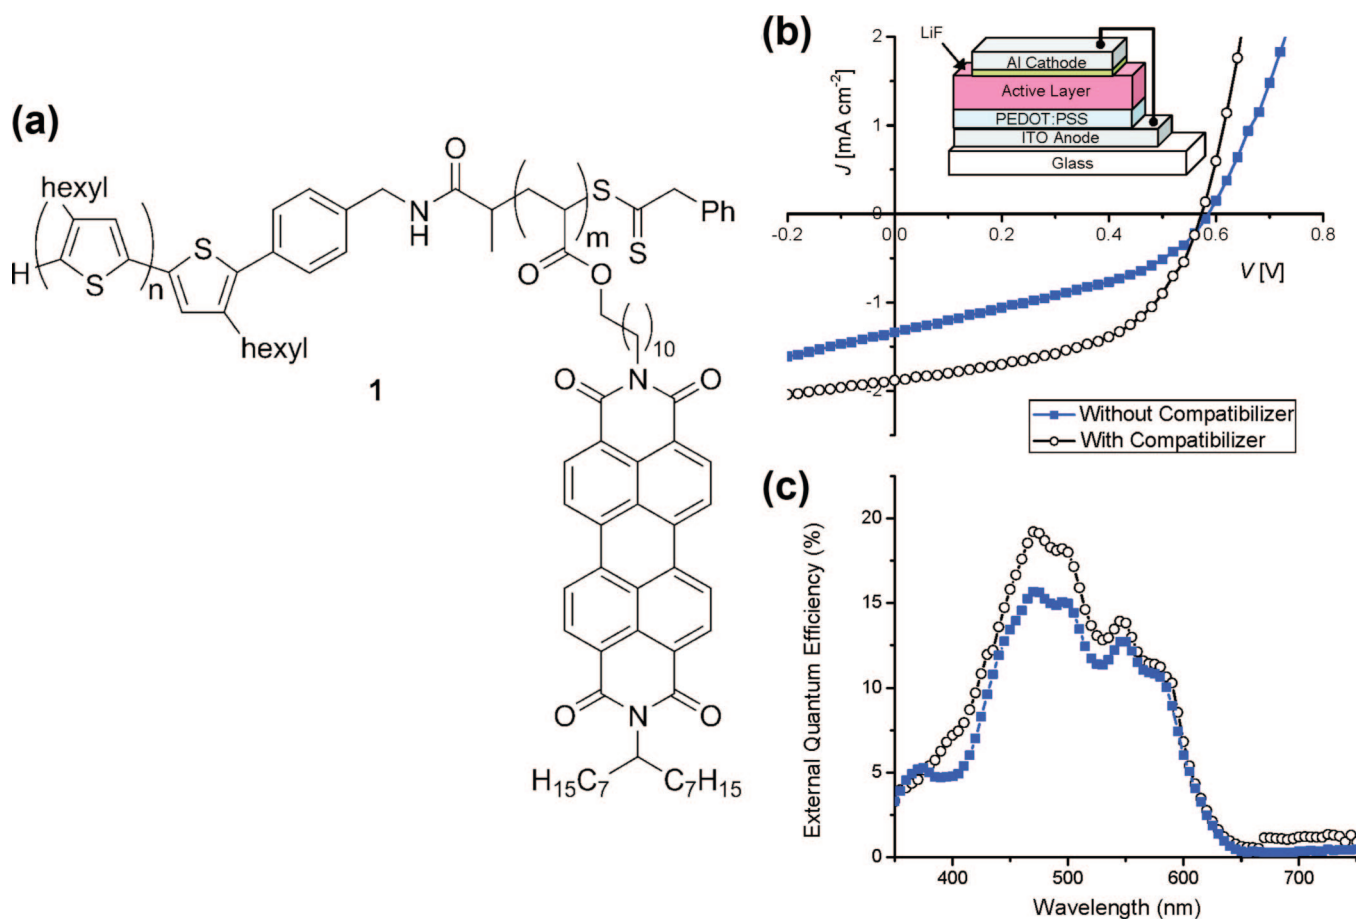 (a)
hexyl
O
S
Ph
N
H
m
S
S
H
S
n
O
O
hexyl
10
1
O
N
O
O
N
O
H15C7
C7H15
(b)
LiF
Al Cathode
Active Layer
PEDOT:PSS
ITO Anode
Glass
J [mA cm-2]
2
1
0
-1
-2
-0.2
0.0
0.2
0.4
0.6
0.8
V [V]
Without Compatibilizer
With Compatibilizer
(c)
External Quantum Efficiency (%)
20
15
10
5
0
400
500
600
700
Wavelength (nm)